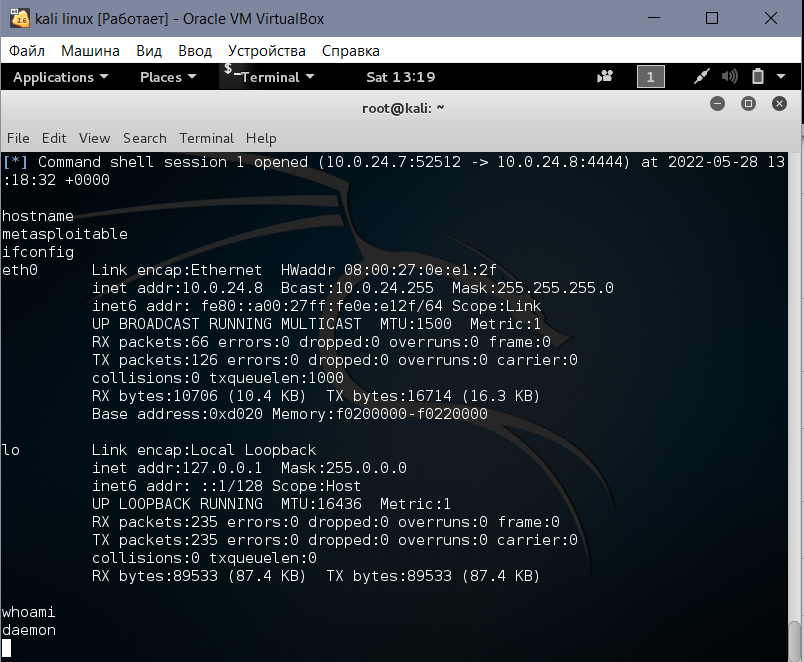 kali linux [Работает] - Oracle VM VirtualBox
Файл Машина Вид Ввод Устройства Справка
Applications Places $_Terminal Sat 13:19 1
root@kali: ~
File Edit View Search Terminal Help
[*] Command shell session 1 opened (10.0.24.7:52512 -> 10.0.24.8:4444) at 2022-05-28 13
:18:32 +0000
hostname
metasploitable
ifconfig
eth0 Link encap:Ethernet HWaddr 08:00:27:0e:e1:2f
inet addr:10.0.24.8 Bcast:10.0.24.255 Mask:255.255.255.0
inet6 addr: fe80::a00:27ff:fe0e:e12f/64 Scope:Link
UP BROADCAST RUNNING MULTICAST MTU:1500 Metric:1
RX packets:66 errors:0 dropped:0 overruns:0 frame:0
TX packets:126 errors:0 dropped:0 overruns:0 carrier:0
collisions:0 txqueuelen:1000
RX bytes:10706 (10.4 KB) TX bytes:16714 (16.3 KB)
Base address:0xd020 Memory:f0200000-f0220000
lo Link encap:Local Loopback
inet addr:127.0.0.1 Mask:255.0.0.0
inet6 addr: ::1/128 Scope:Host
UP LOOPBACK RUNNING MTU:16436 Metric:1
RX packets:235 errors:0 dropped:0 overruns:0 frame:0
TX packets:235 errors:0 dropped:0 overruns:0 carrier:0
collisions:0 txqueuelen:0
RX bytes:89533 (87.4 KB) TX bytes:89533 (87.4 KB)
whoami
daemon